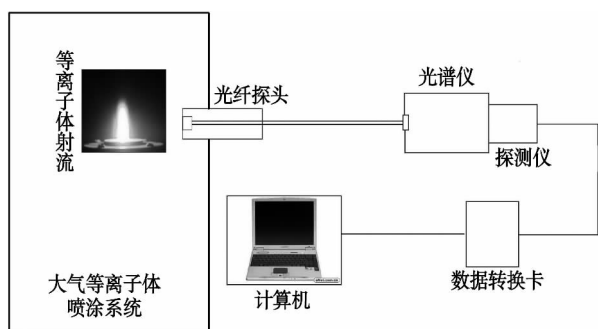 等离子体射流
光纤探头
光谱仪
探测仪
数据转换卡
计算机
大气等离子体
喷涂系统